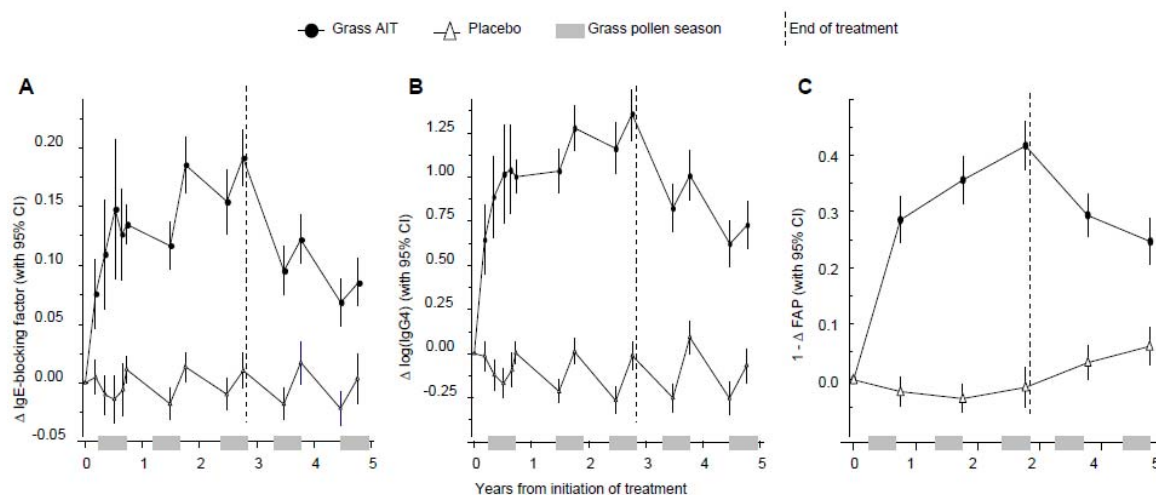 Grass AIT Placebo Grass pollen season End of treatment
A B C
Δ IgE-blocking factor (with 95% CI)
0.20
0.15
0.10
0.05
0.00
-0.05
0 1 2 3 4 5
Δ log(IgG4) (with 95% CI)
1.25
1.00
0.75
0.50
0.25
0.00
-0.25
0 1 2 3 4 5
1 - Δ FAP (with 95% CI)
0.4
0.3
0.2
0.1
0.0
0 1 2 2 4 5
Years from initiation of treatment